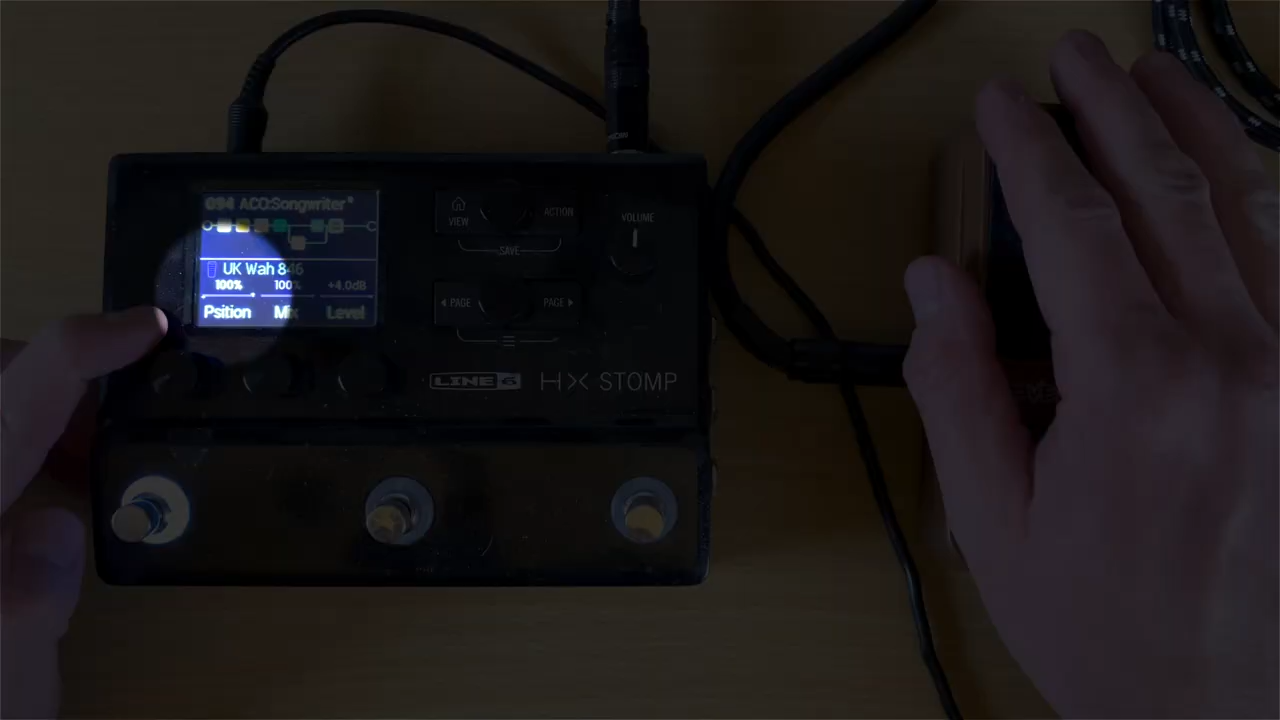 094 ACO:Songwriter
UK Wah 846
100% 100% +4.0dB
Psition Mix Level
VIEW
ACTION
SAVE
VOLUME
PAGE
PAGE
LINE 6
HX STOMP